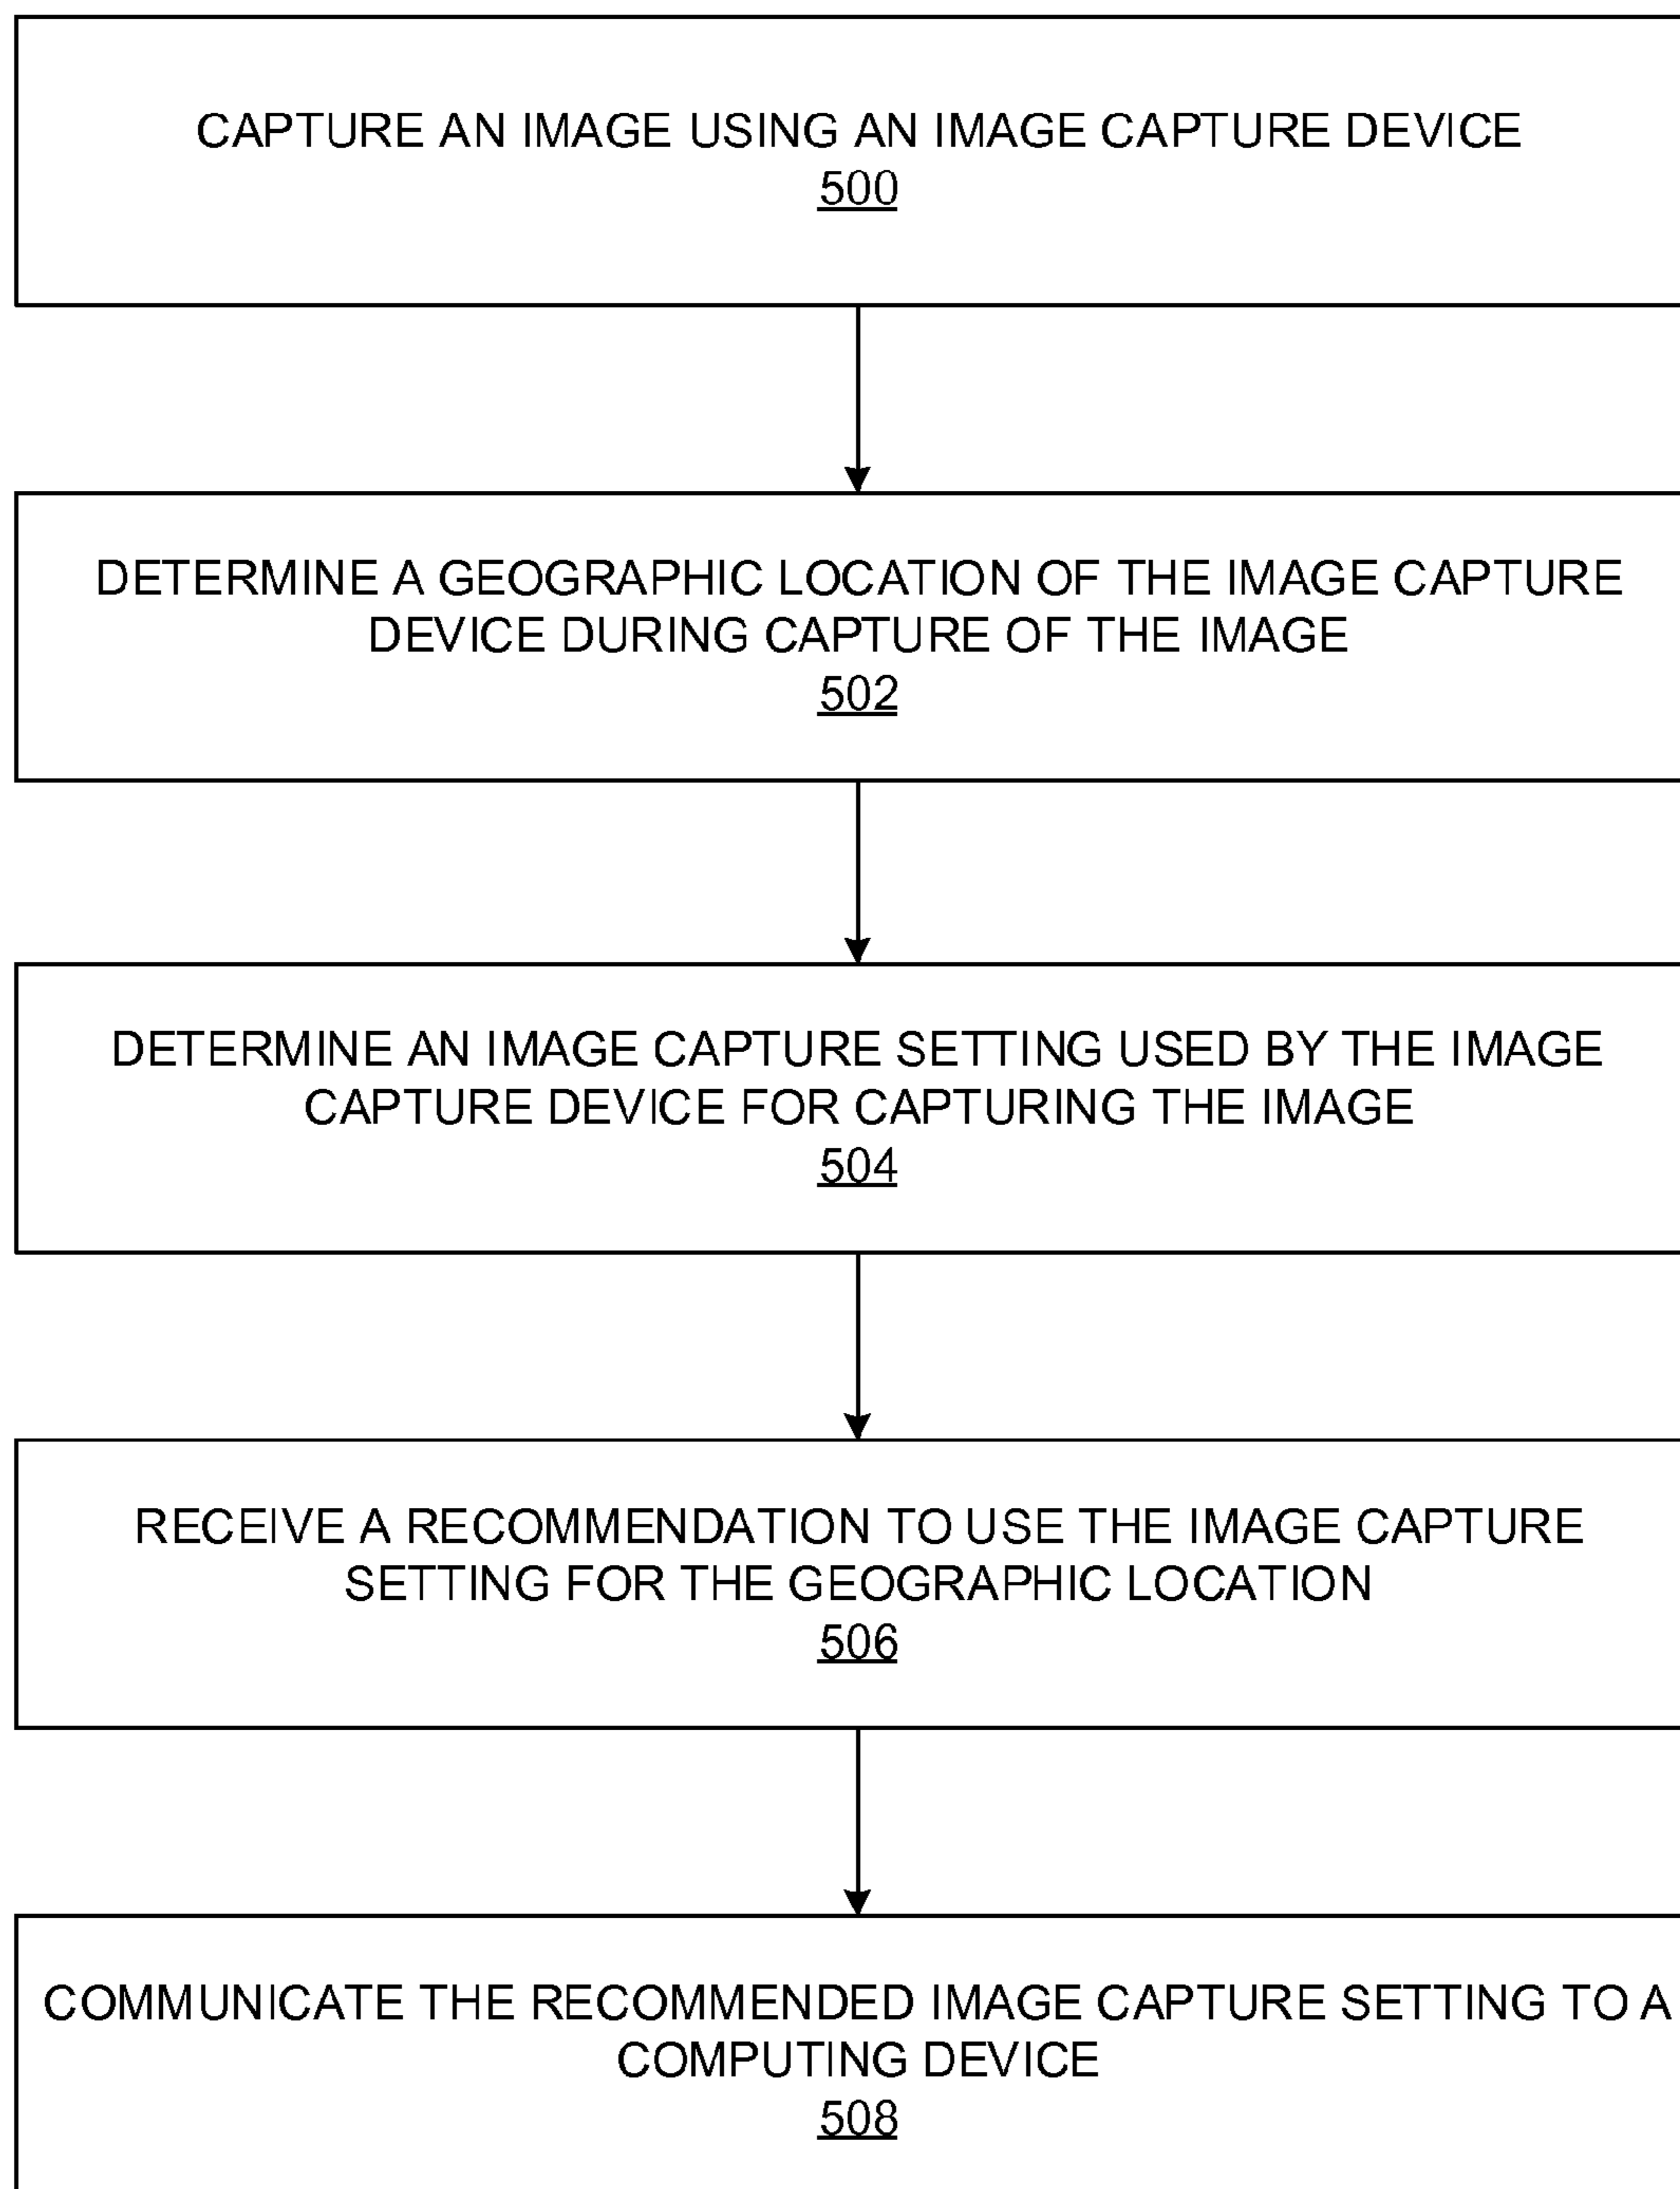 CAPTURE AN IMAGE USING AN IMAGE CAPTURE DEVICE
500
DETERMINE A GEOGRAPHIC LOCATION OF THE IMAGE CAPTURE
DEVICE DURING CAPTURE OF THE IMAGE
502
DETERMINE AN IMAGE CAPTURE SETTING USED BY THE IMAGE
CAPTURE DEVICE FOR CAPTURING THE IMAGE
504
RECEIVE A RECOMMENDATION TO USE THE IMAGE CAPTURE
SETTING FOR THE GEOGRAPHIC LOCATION
506
COMMUNICATE THE RECOMMENDED IMAGE CAPTURE SETTING TO A
COMPUTING DEVICE
508